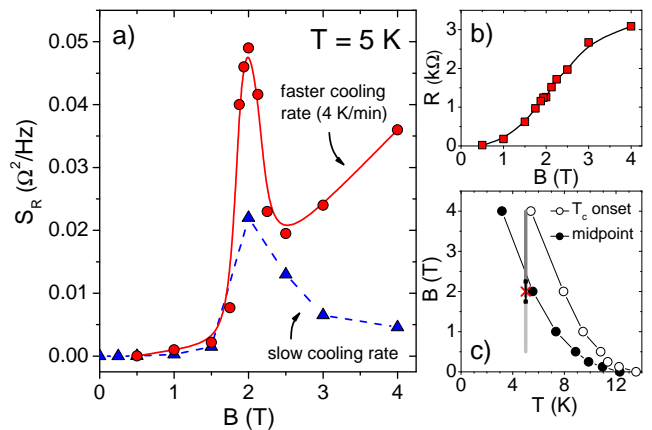 a)
T = 5 K
faster cooling
rate (4 K/min)
slow cooling rate
S_R (Ω²/Hz)
0.05
0.04
0.03
0.02
0.01
0.00
0 1 2 3 4
B (T)
b)
R (kΩ)
3
2
1
0
0 1 2 3 4
B (T)
T_c onset
midpoint
c)
B (T)
4
2
0
0 4 8 12
T (K)